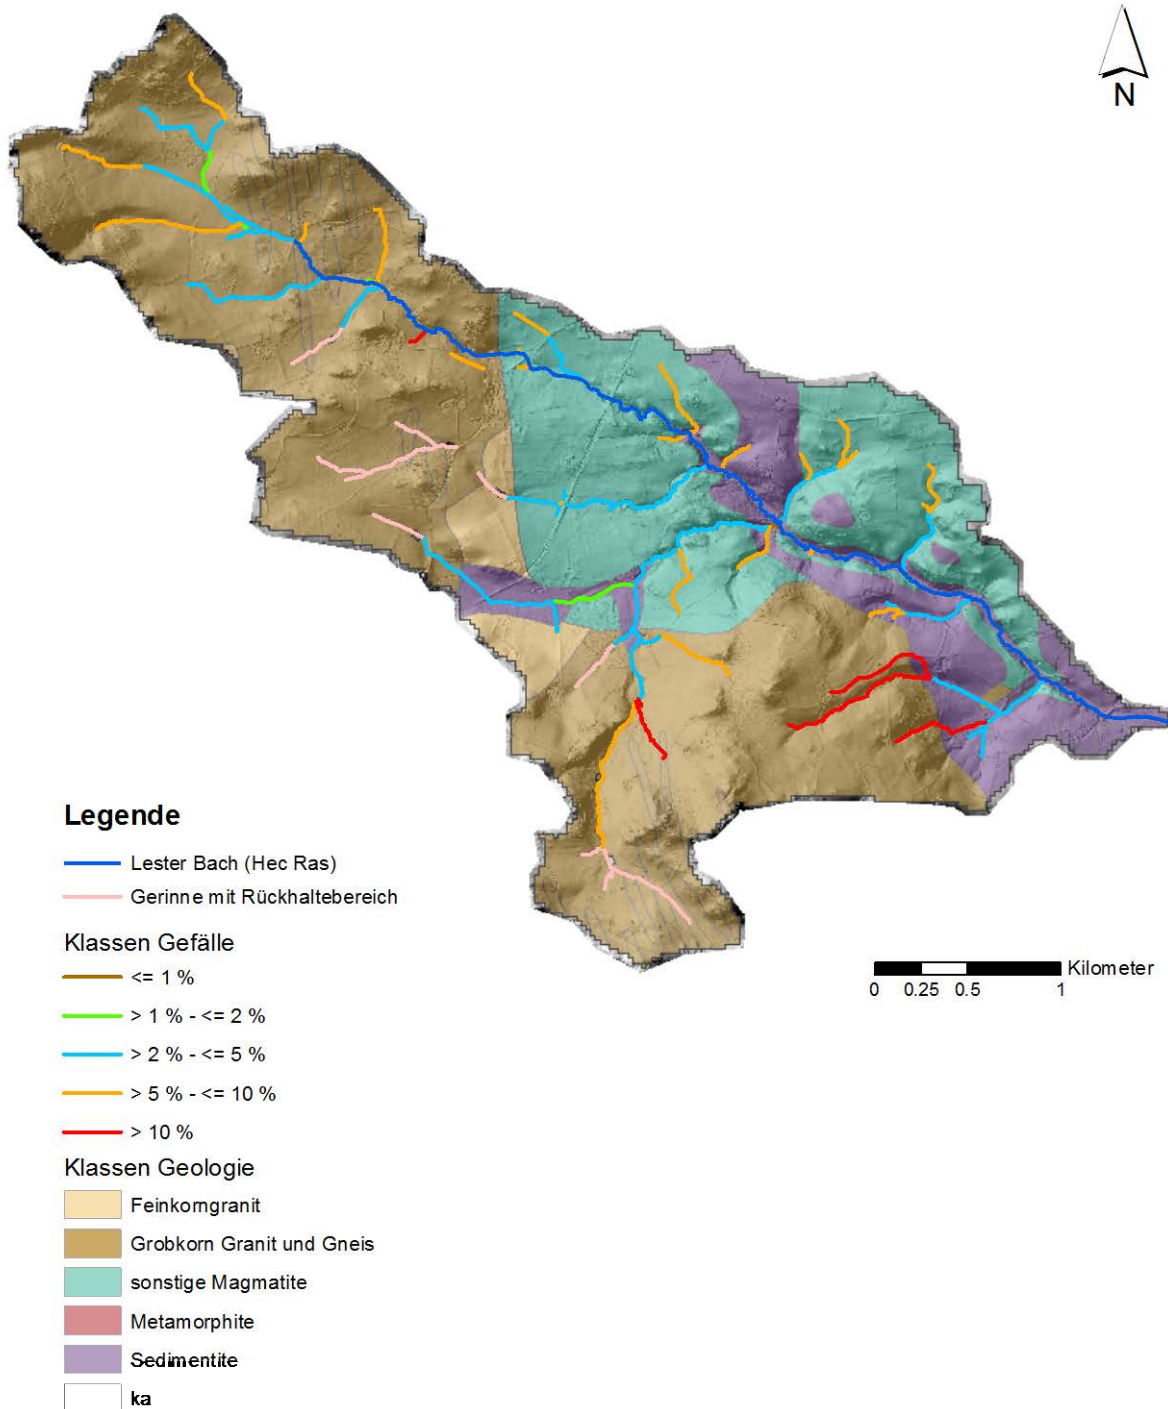 N
Legende
Lester Bach (Hec Ras)
Gerinne mit Rückhaltebereich
Klassen Gefälle
<= 1 %
> 1 % - <= 2 %
> 2 % - <= 5 %
> 5 % - <= 10 %
> 10 %
Klassen Geologie
Feinkorngranit
Grobkorn Granit und Gneis
sonstige Magmatite
Metamorphite
Sedimentite
ka
Kilometer
0 0.25 0.5 1